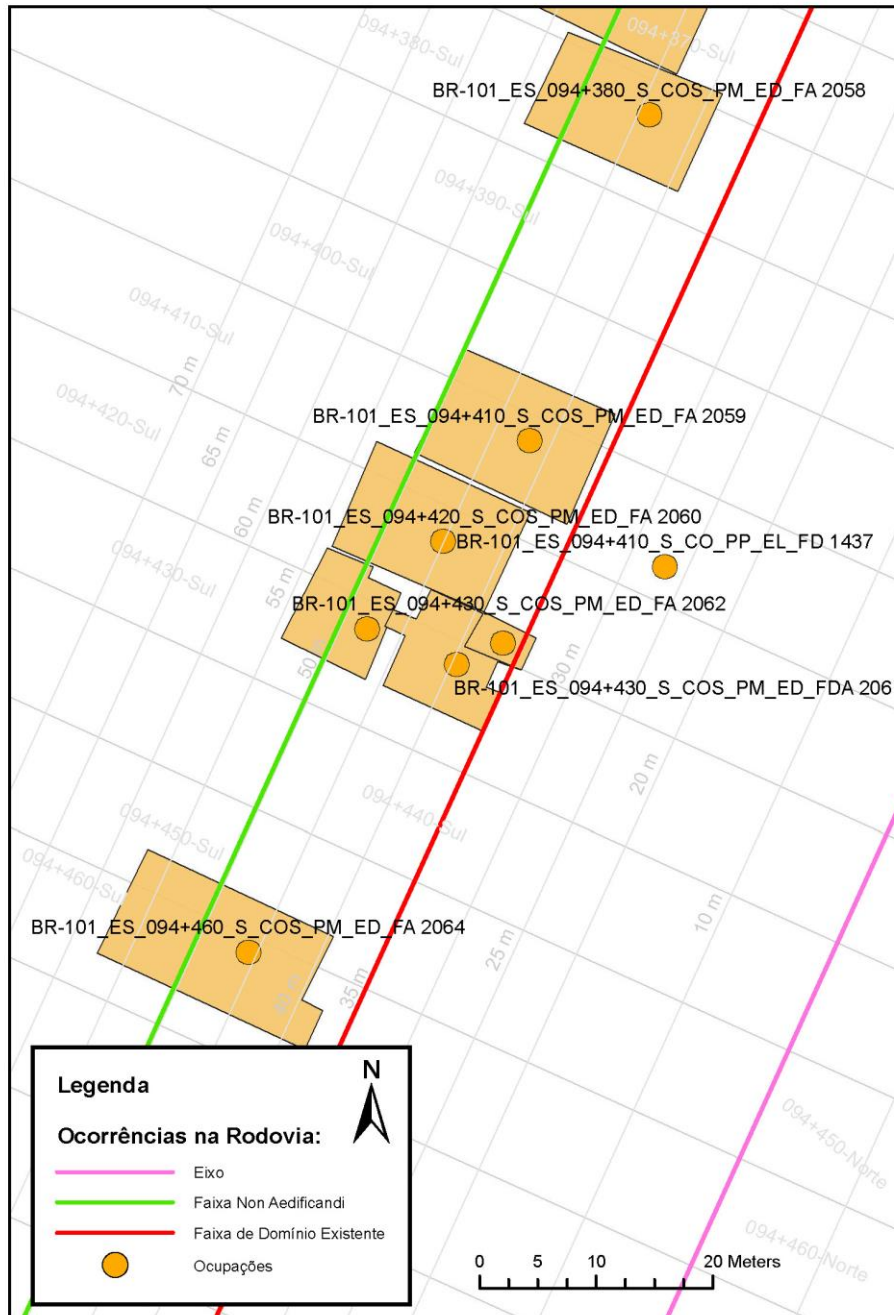 094+380-Sul
094+370-Sul
BR-101_ES_094+380_S_COS_PM_ED_FA 2058
094+390-Sul
094+400-Sul
094+410-Sul
70 m
094+420-Sul
BR-101_ES_094+410_S_COS_PM_ED_FA 2059
65 m
60 m
BR-101_ES_094+420_S_COS_PM_ED_FA 2060
BR-101_ES_094+410_S_CO_PP_EL_FD 1437
094+430-Sul
55 m
BR-101_ES_094+430_S_COS_PM_ED_FA 2062
30 m
BR-101_ES_094+430_S_COS_PM_ED_FDA 206
20 m
094+440-Sul
094+450-Sul
094+460-Sul
10 m
BR-101_ES_094+460_S_COS_PM_ED_FA 2064
25 m
35 m
40 m
N
Legenda
Ocorrências na Rodovia:
Eixo
Faixa Non Aedificandi
Faixa de Domínio Existente
Ocupações
0 5 10 20 Meters
094+450-Norte
094+460-Norte